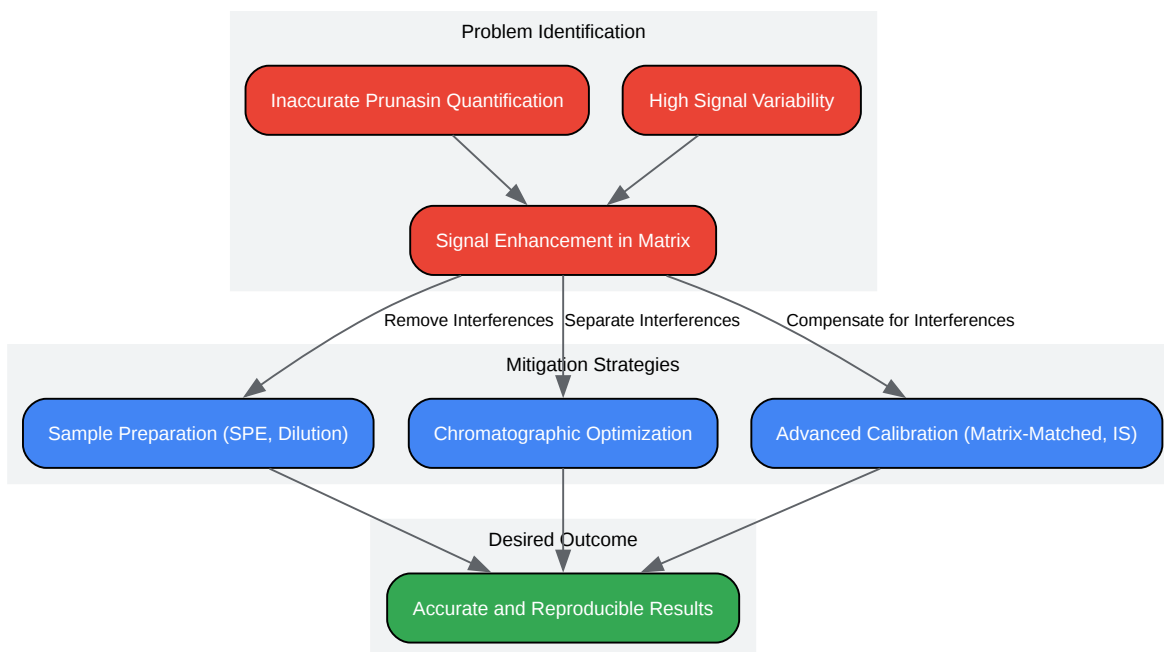 Problem Identification
Inaccurate Prunasin Quantification
High Signal Variability
Signal Enhancement in Matrix
Remove Interferences
Separate Interferences
Compensate for Interferences
Mitigation Strategies
Sample Preparation (SPE, Dilution)
Chromatographic Optimization
Advanced Calibration (Matrix-Matched, IS)
Desired Outcome
Accurate and Reproducible Results